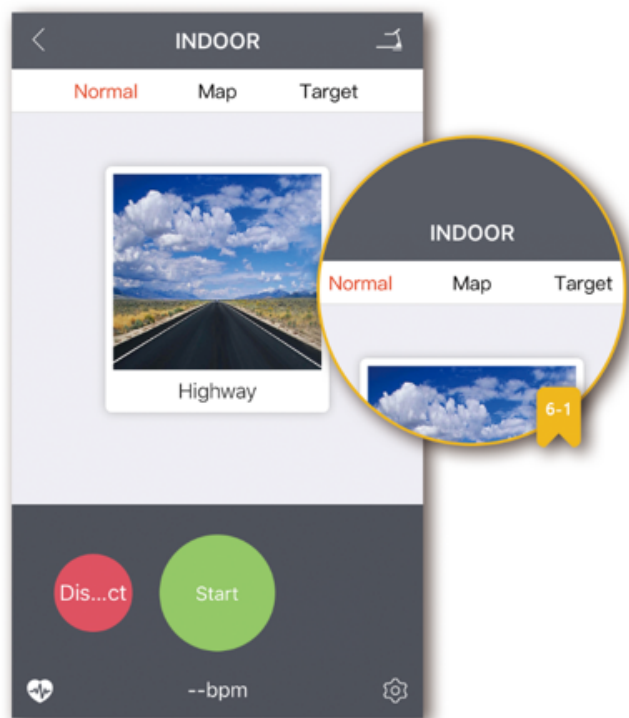 INDOOR
Normal Map Target
Highway
Dis...ct Start
--bpm
INDOOR
Normal Map Target
6-1